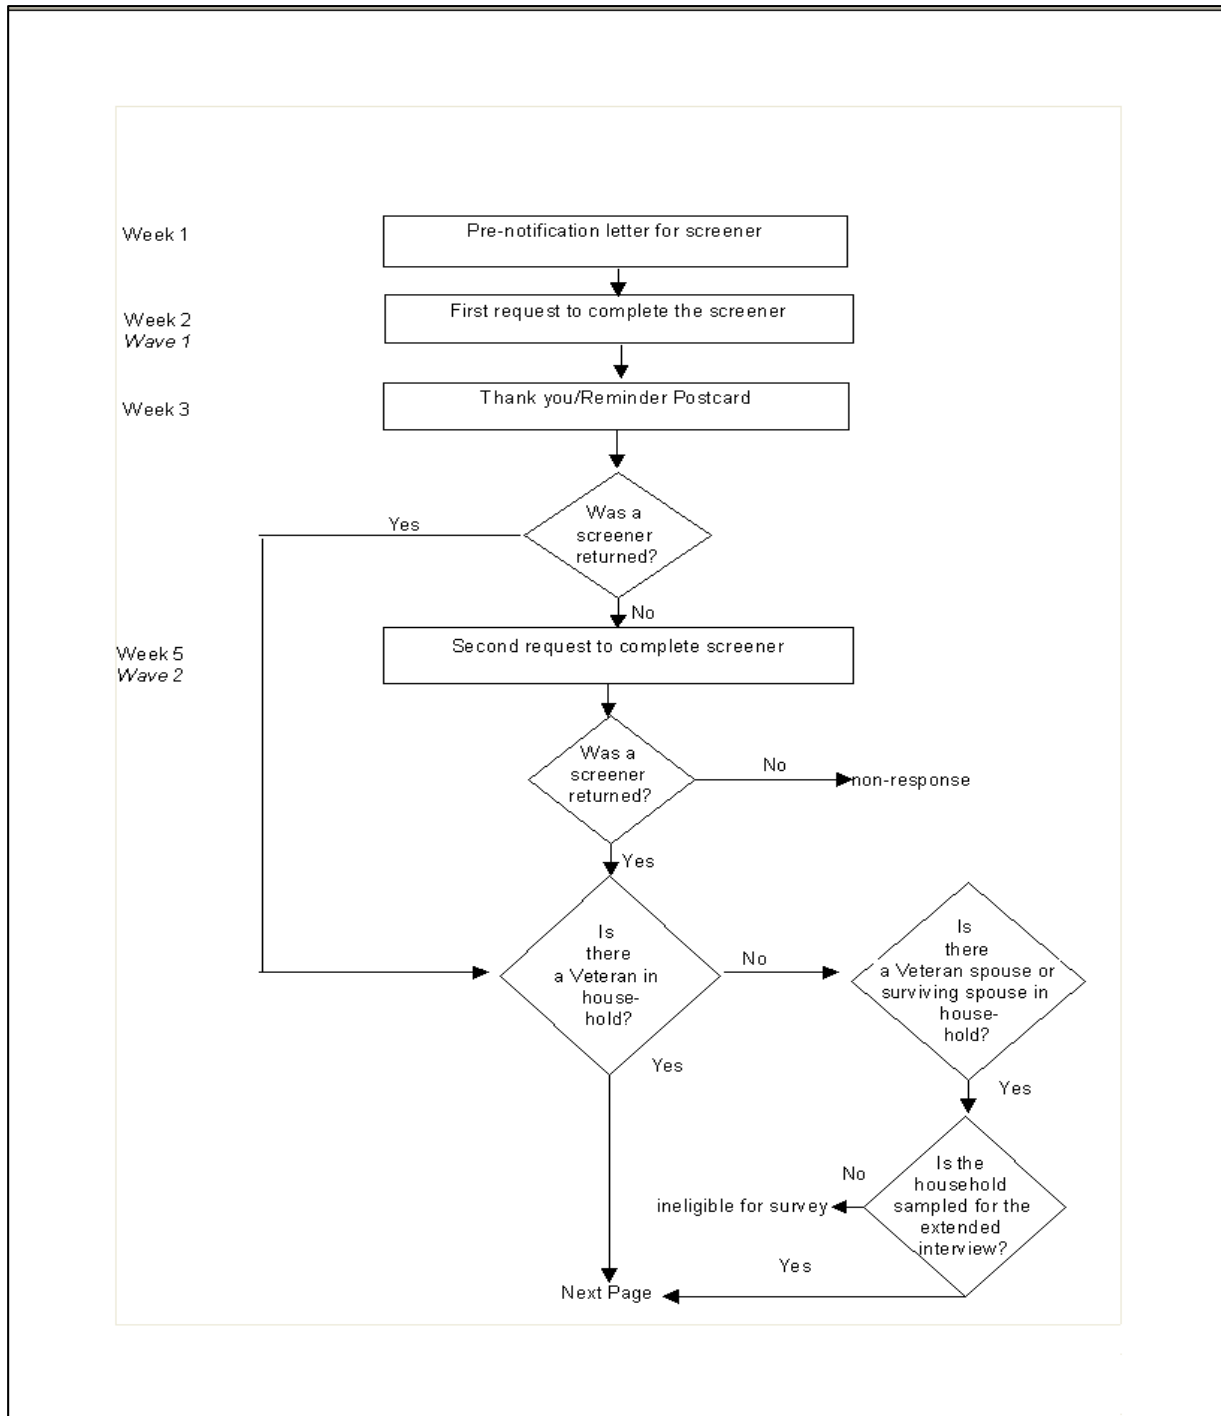 Week 1
Pre-notification letter for screener
Week 2
Wave 1
First request to complete the screener
Week 3
Thank you/Reminder Postcard
Was a
screener
returned?
Yes
No
Week 5
Wave 2
Second request to complete screener
Was a
screener
returned?
No
non-response
Yes
Is
there
a Veteran in
house-
hold?
No
Is
there
a Veteran spouse or
surviving spouse in
house-
hold?
Yes
Yes
Is the
household
sampled for the
extended
interview?
No
ineligible for survey
Yes
Next Page